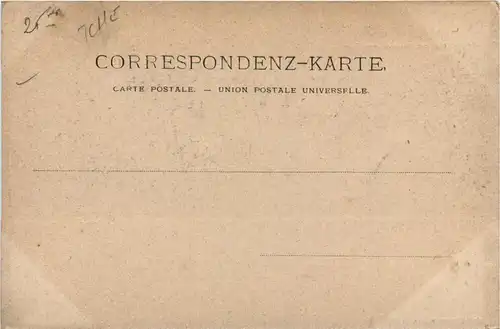 CORRESPONDENZ-KARTE.
CARTE POSTALE. — UNION POSTALE UNIVERSELLE.